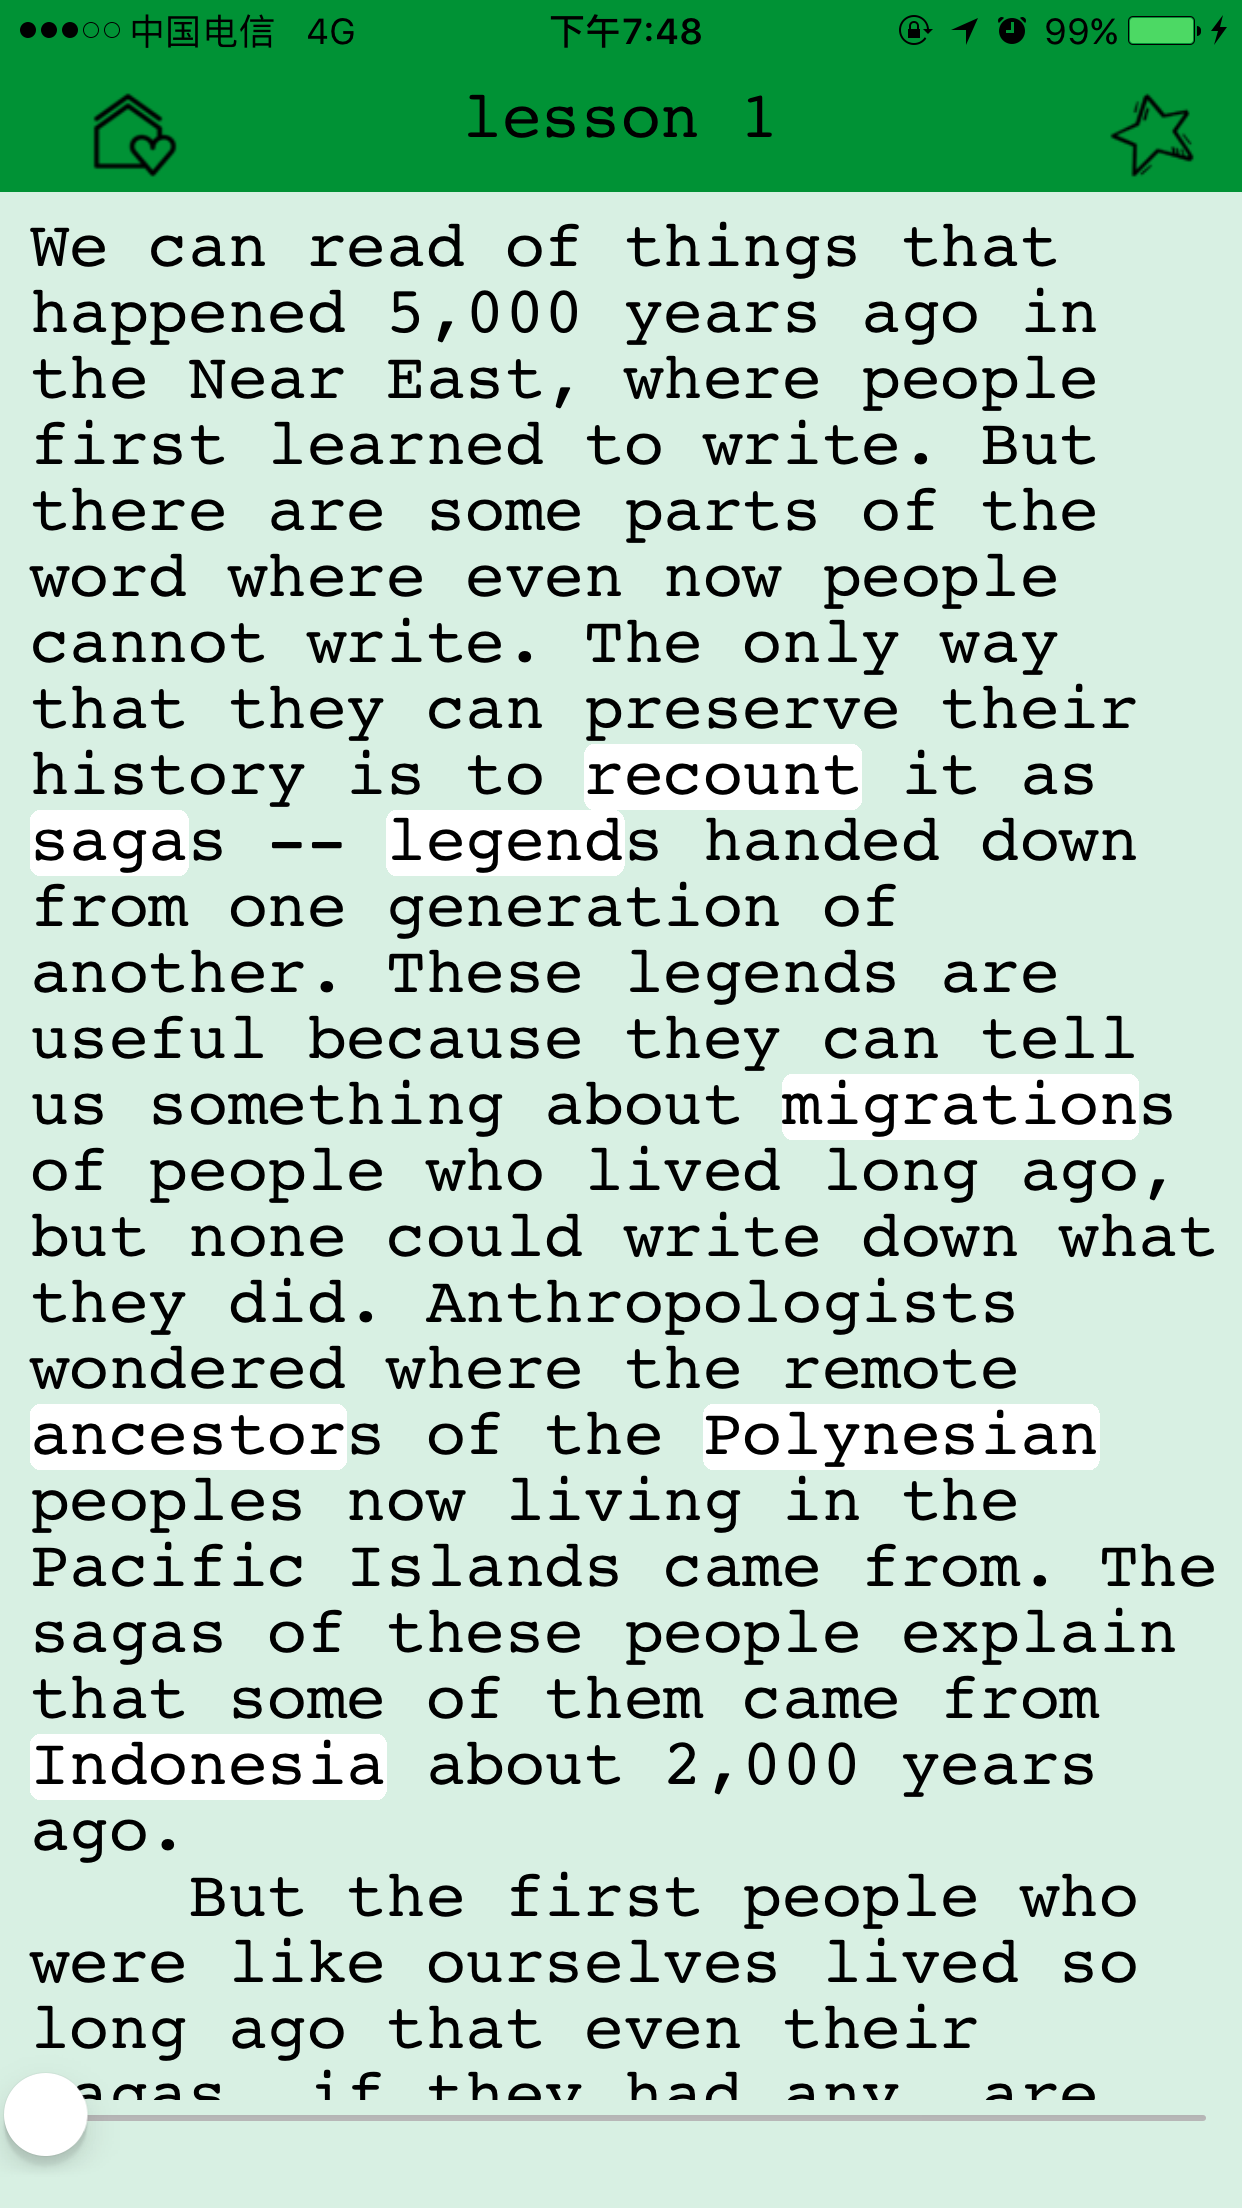 中国电信 4G 下午7:48 99%
lesson 1
We can read of things that
happened 5,000 years ago in
the Near East, where people
first learned to write. But
there are some parts of the
word where even now people
cannot write. The only way
that they can preserve their
history is to recount it as
sagas -- legends handed down
from one generation of
another. These legends are
useful because they can tell
us something about migrations
of people who lived long ago,
but none could write down what
they did. Anthropologists
wondered where the remote
ancestors of the Polynesian
peoples now living in the
Pacific Islands came from. The
sagas of these people explain
that some of them came from
Indonesia about 2,000 years
ago.
But the first people who
were like ourselves lived so
long ago that even their
if they had any are